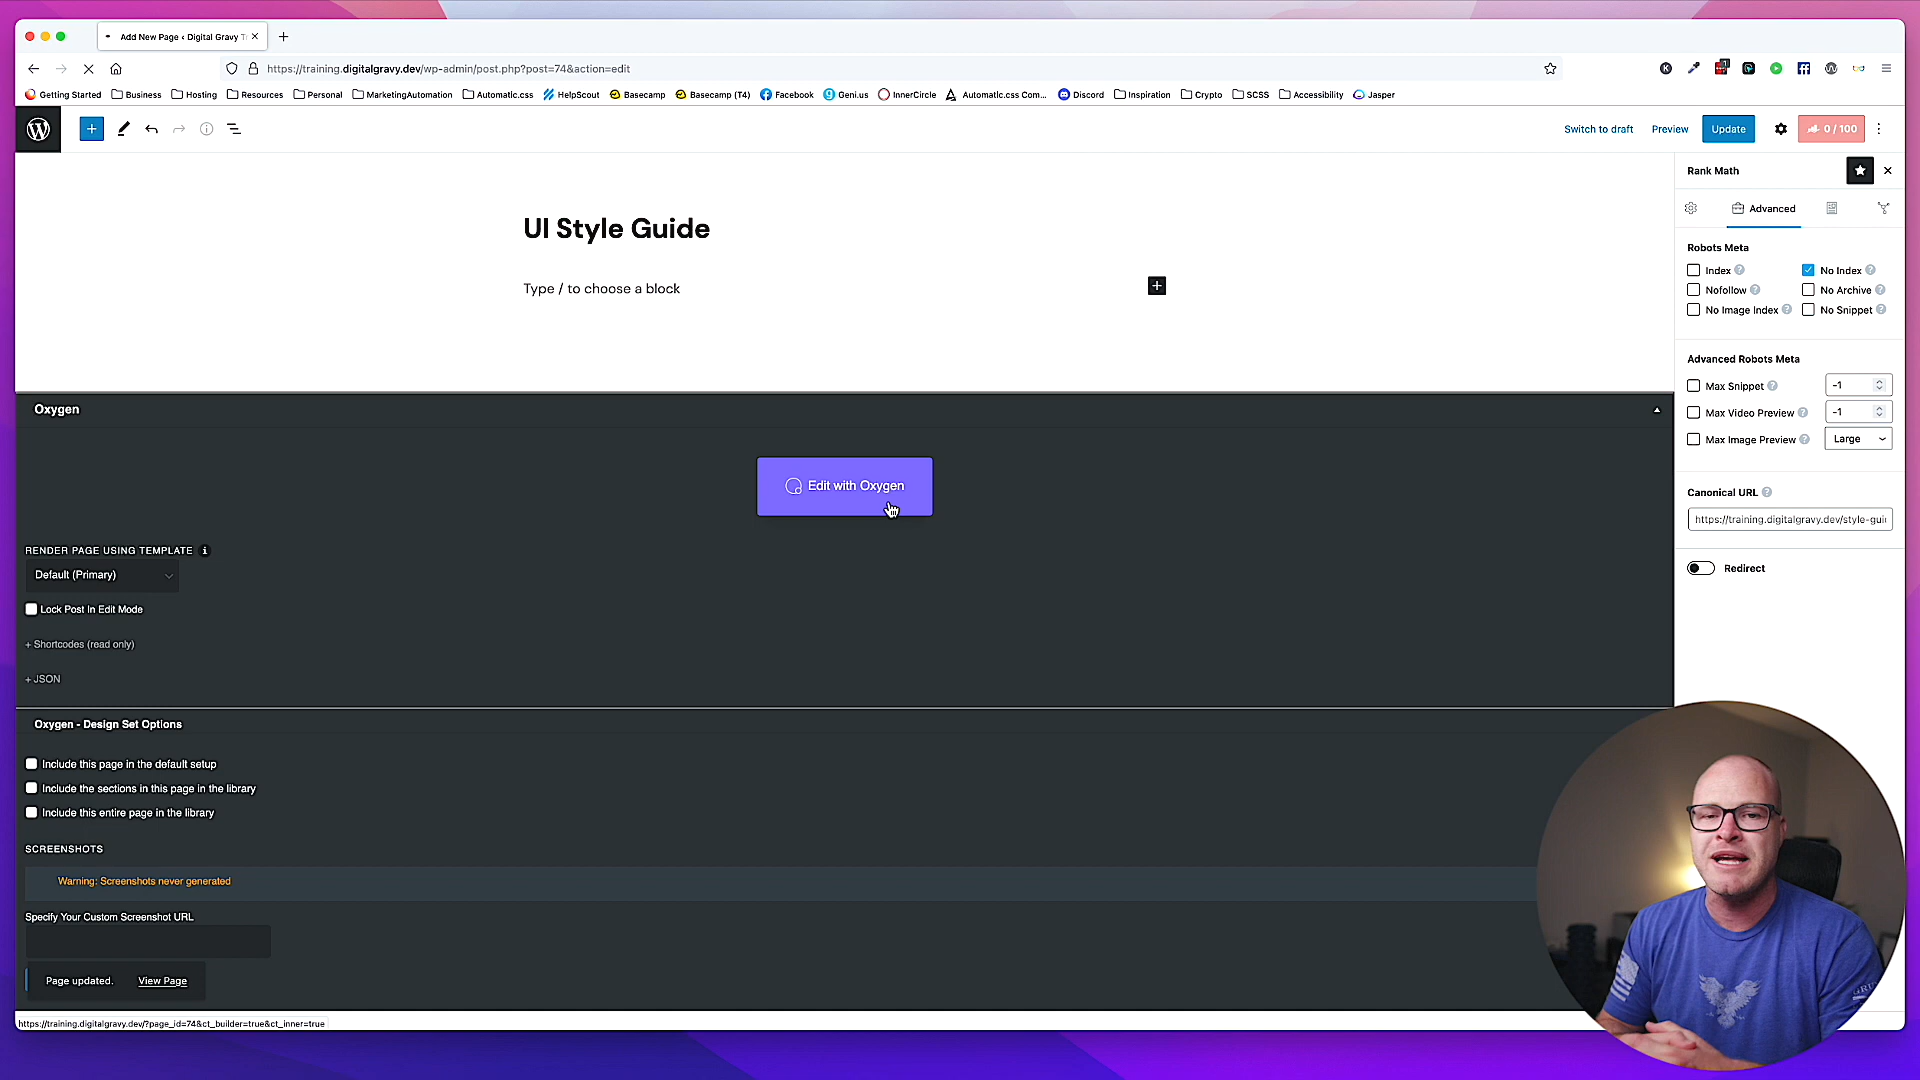 Add New Page ‹ Digital Gravy T
https://training.digitalgravy.dev/wp-admin/post.php?post=74&action=edit
Getting Started Business Hosting Resources Personal MarketingAutomation Automatic.css HelpScout Basecamp Basecamp (T4) Facebook Geni.us InnerCircle Automatic.css Com... Discord Inspiration Crypto SCSS Accessibility Jasper
Switch to draft Preview Update 0 / 100
Rank Math
Advanced
UI Style Guide
Type / to choose a block
Robots Meta
Index No Index
Nofollow No Archive
No Image Index No Snippet
Advanced Robots Meta
Max Snippet -1
Max Video Preview -1
Max Image Preview Large
Canonical URL
https://training.digitalgravy.dev/style-gui
Redirect
Oxygen
Edit with Oxygen
RENDER PAGE USING TEMPLATE
Default (Primary)
Lock Post In Edit Mode
+ Shortcodes (read only)
+ JSON
Oxygen - Design Set Options
Include this page in the default setup
Include the sections in this page in the library
Include this entire page in the library
SCREENSHOTS
Warning: Screenshots never generated
Specify Your Custom Screenshot URL
Page updated. View Page
https://training.digitalgravy.dev/?page_id=74&ct_builder=true&ct_inner=true